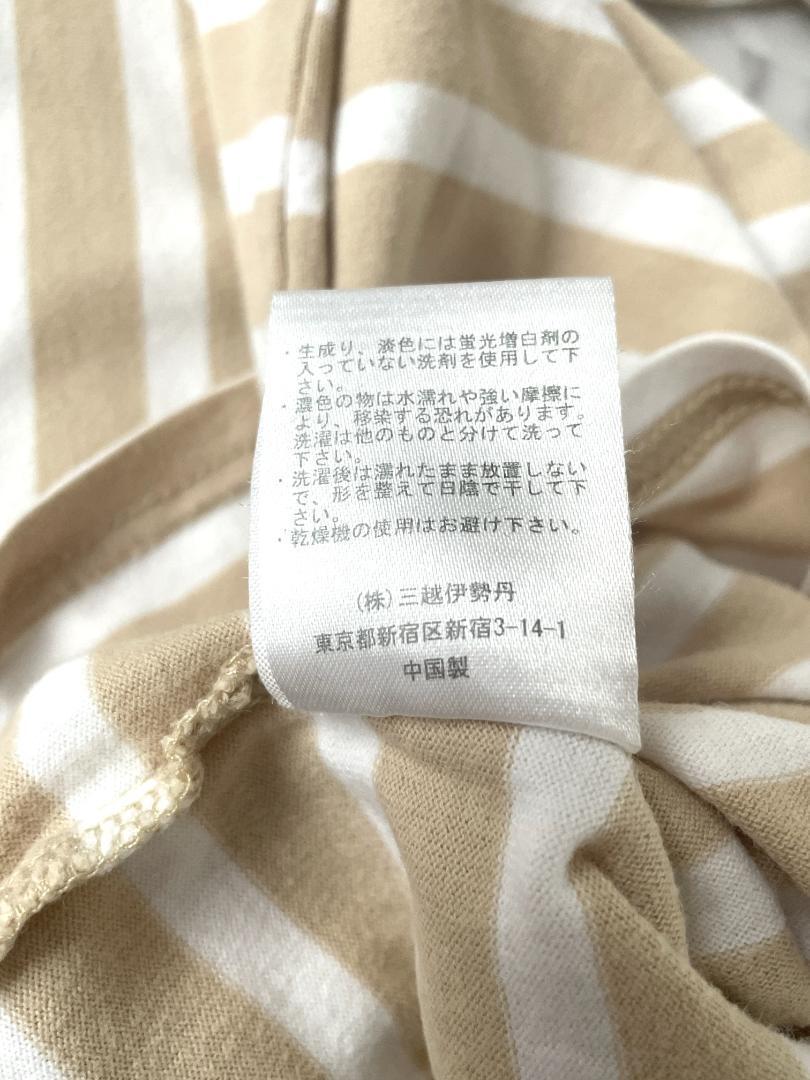 ・生成り、淡色には蛍光増白剤の
入っていない洗剤を使用して下
さい。
・濃色の物は水濡れや強い摩擦に
より、移染する恐れがあります。
洗濯は他のものと分けて洗って
下さい。
・洗濯後は濡れたまま放置しない
で、形を整えて日陰で干して下
さい。
・乾燥機の使用はお避け下さい。
(株)三越伊勢丹
東京都新宿区新宿3-14-1
中国製